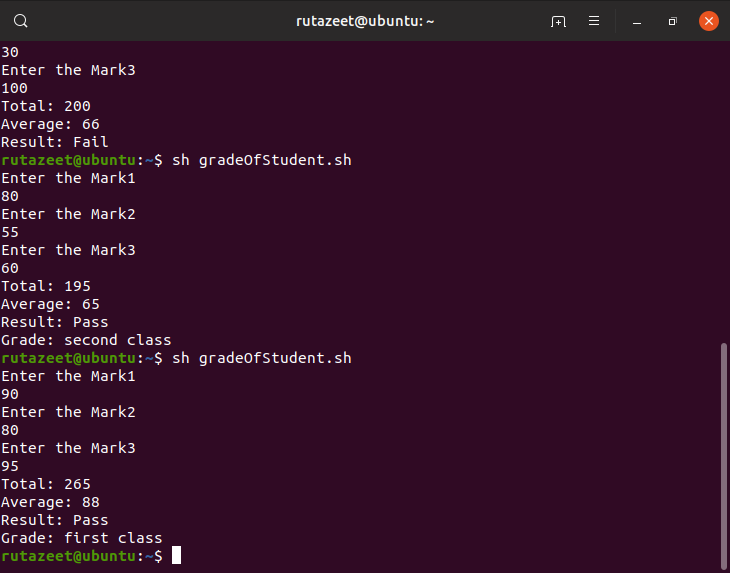 rutazeet@ubuntu: ~
30
Enter the Mark3
100
Total: 200
Average: 66
Result: Fail
rutazeet@ubuntu:~$ sh gradeOfStudent.sh
Enter the Mark1
80
Enter the Mark2
55
Enter the Mark3
60
Total: 195
Average: 65
Result: Pass
Grade: second class
rutazeet@ubuntu:~$ sh gradeOfStudent.sh
Enter the Mark1
90
Enter the Mark2
80
Enter the Mark3
95
Total: 265
Average: 88
Result: Pass
Grade: first class
rutazeet@ubuntu:~$